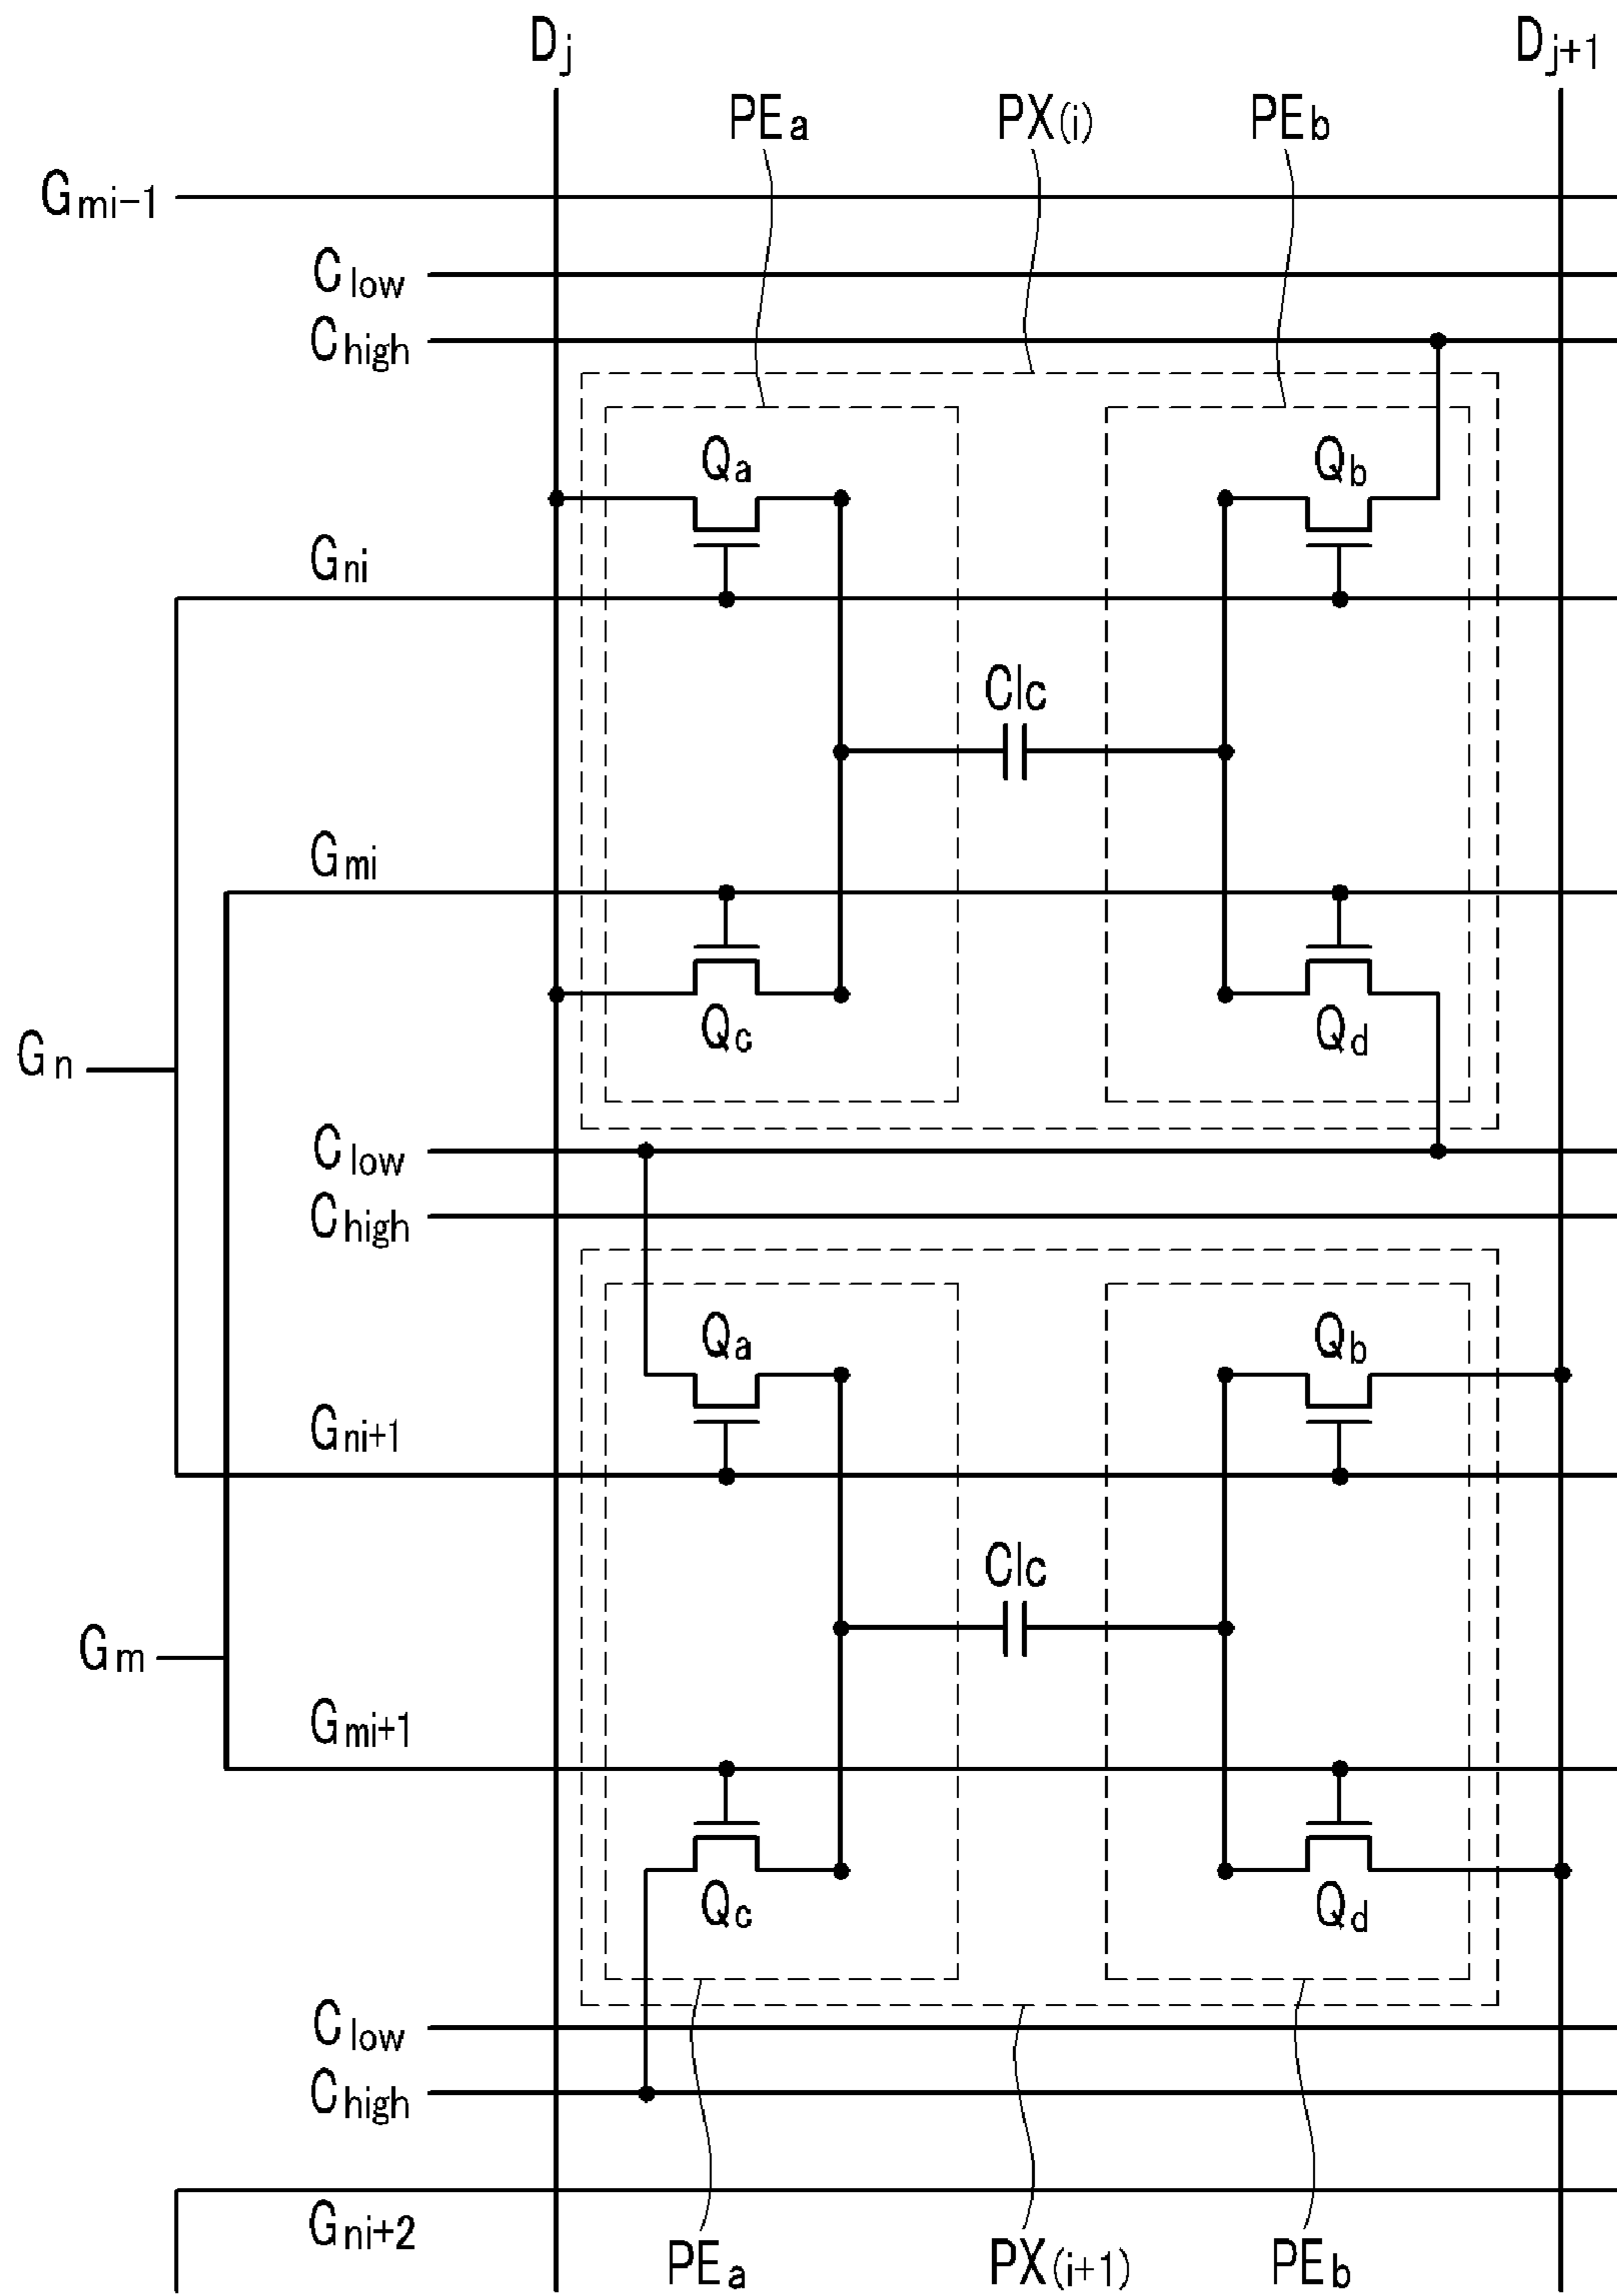 Dj Dj+1
PEa PX(i) PEb
Gmi-1
Clow
Chigh
Qa Qb
Gni
Clc
Gmi
Qc Qd
Gn
Clow
Chigh
Qa Qb
Gni+1
Clc
Gm
Gmi+1
Qc Qd
Clow
Chigh
Gni+2
PEa PX(i+1) PEb